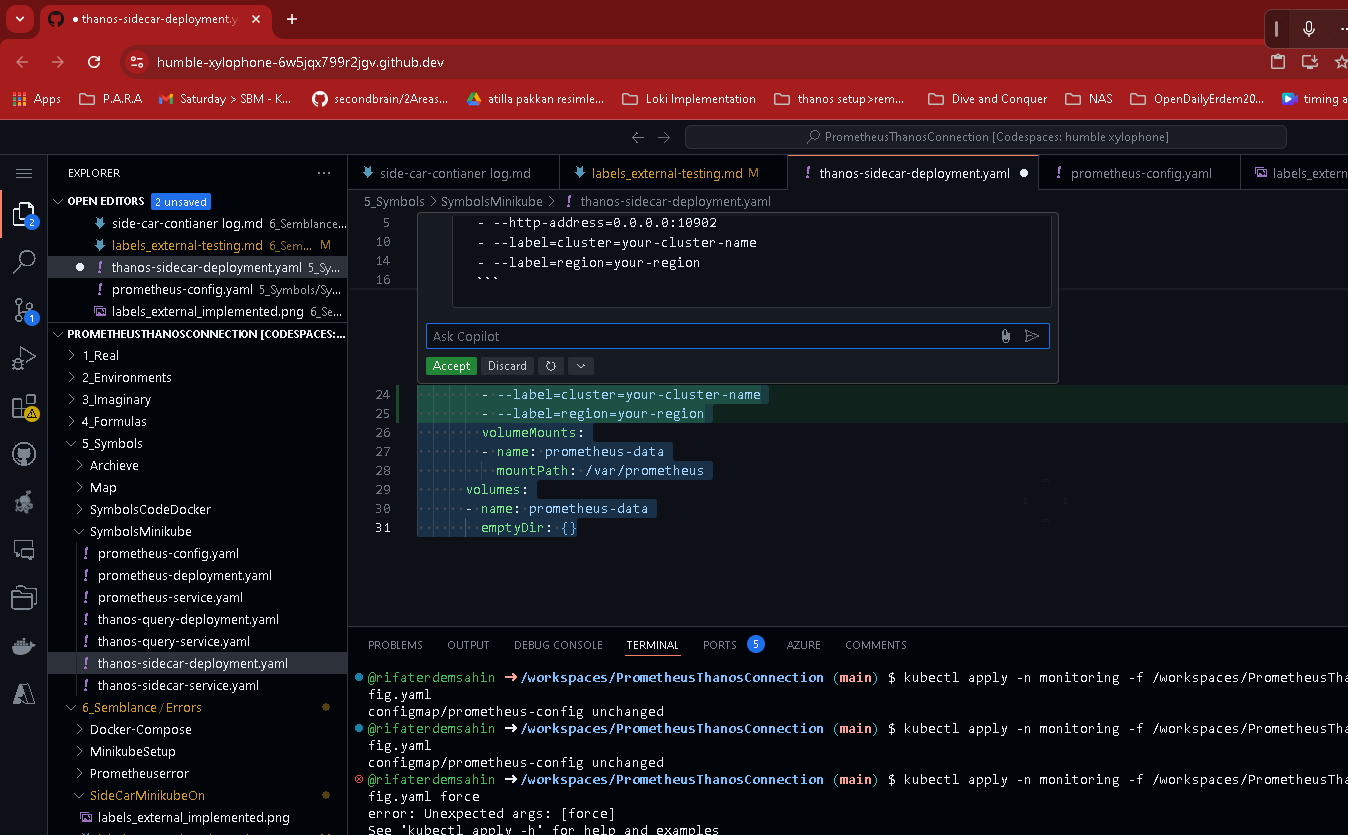 thanos-sidecar-deployment.y
humble-xylophone-6w5jqx799r2jgv.github.dev
Apps P.A.R.A Saturday > SBM - K... secondbrain/2Areas... atilla pakkan resimle... Loki Implementation thanos setup>rem... Dive and Conquer NAS OpenDailyErdem20... timing a
PrometheusThanosConnection [Codespaces: humble xylophone]
EXPLORER
OPEN EDITORS 2 unsaved
side-car-contianer log.md 6_Semblance...
labels_external-testing.md 6_Sem... M
thanos-sidecar-deployment.yaml 5_Sy...
prometheus-config.yaml 5_Symbols/Sy...
labels_external_implemented.png 6_Se...
PROMETHEUSTHANOSCONNECTION [CODESPACES:...
1_Real
2_Environments
3_Imaginary
4_Formulas
5_Symbols
Archieve
Map
SymbolsCodeDocker
SymbolsMinikube
prometheus-config.yaml
prometheus-deployment.yaml
prometheus-service.yaml
thanos-query-deployment.yaml
thanos-query-service.yaml
thanos-sidecar-deployment.yaml
thanos-sidecar-service.yaml
6_Semblance / Errors
Docker-Compose
MinikubeSetup
Prometheuserror
SideCarMinikubeOn
labels_external_implemented.png
2
1
side-car-contianer log.md labels_external-testing.md M thanos-sidecar-deployment.yaml prometheus-config.yaml labels_extern
5_Symbols > SymbolsMinikube > thanos-sidecar-deployment.yaml
5
10
14
16
- --http-address=0.0.0.0:10902
- --label=cluster=your-cluster-name
- --label=region=your-region
```
Ask Copilot
Accept Discard
24 - --label=cluster=your-cluster-name
25 - --label=region=your-region
26 volumeMounts:
27 - name: prometheus-data
28 mountPath: /var/prometheus
29 volumes:
30 - name: prometheus-data
31 emptyDir: {}
PROBLEMS OUTPUT DEBUG CONSOLE TERMINAL PORTS 5 AZURE COMMENTS
@rifaterdemsahin ➜ /workspaces/PrometheusThanosConnection (main) $ kubectl apply -n monitoring -f /workspaces/PrometheusTha
fig.yaml
configmap/prometheus-config unchanged
@rifaterdemsahin ➜ /workspaces/PrometheusThanosConnection (main) $ kubectl apply -n monitoring -f /workspaces/PrometheusTha
fig.yaml
configmap/prometheus-config unchanged
@rifaterdemsahin ➜ /workspaces/PrometheusThanosConnection (main) $ kubectl apply -n monitoring -f /workspaces/PrometheusTha
fig.yaml force
error: Unexpected args: [force]
See 'kubectl apply -h' for help and examples